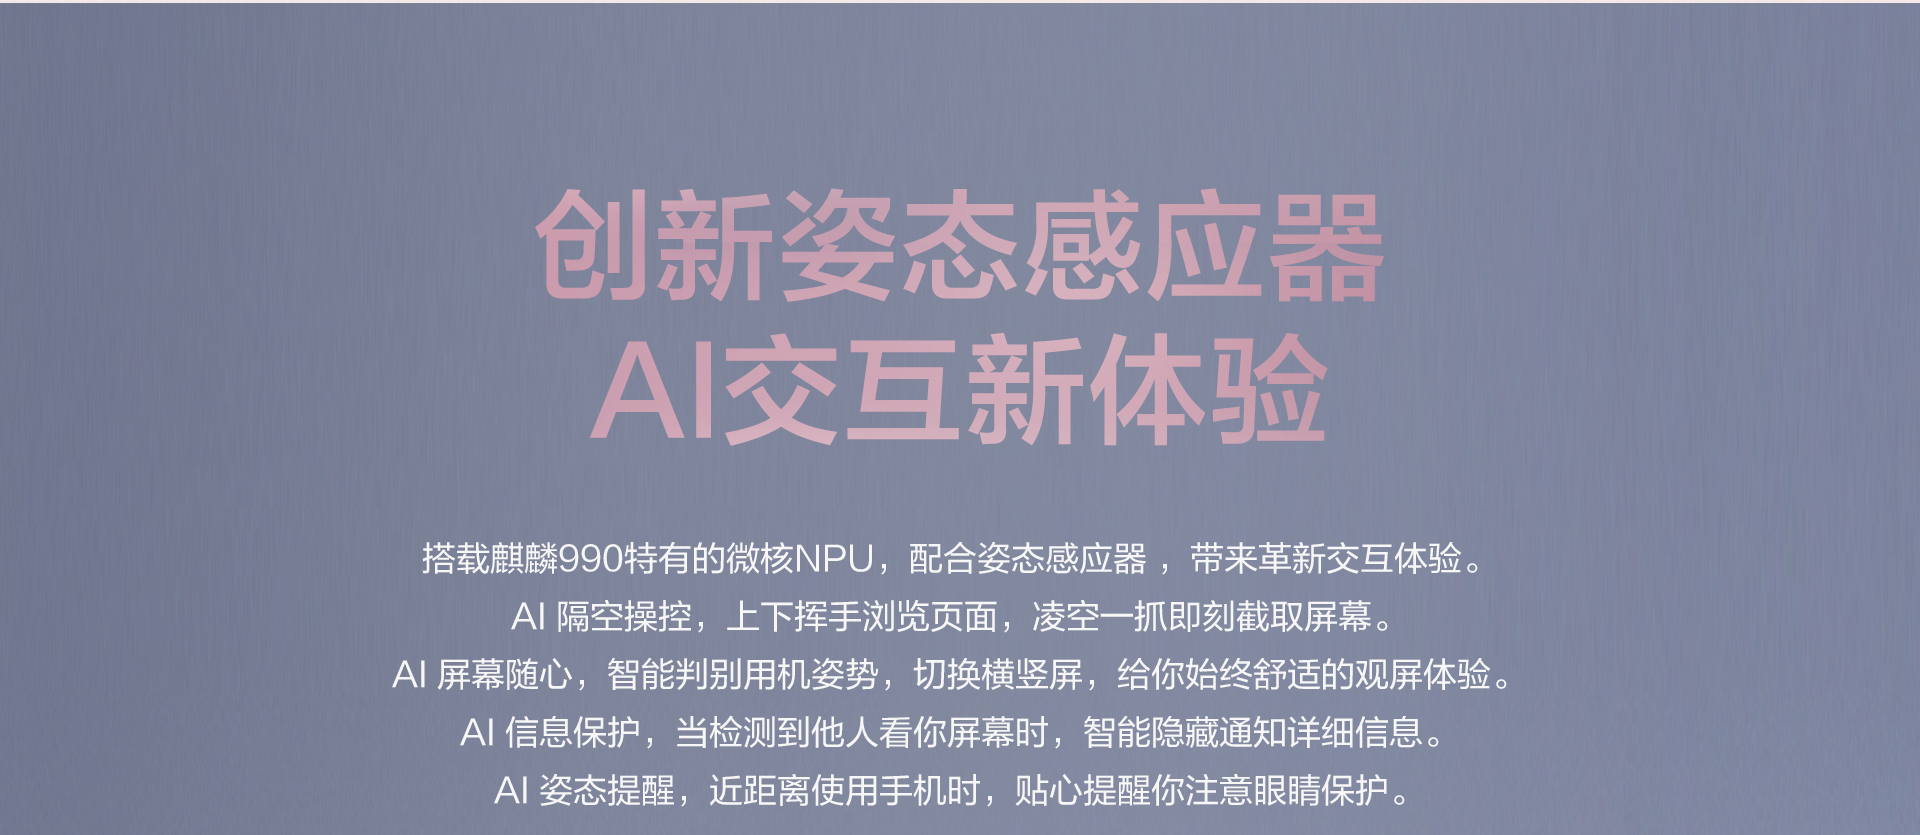 创新姿态感应器
AI交互新体验
搭载麒麟990特有的微核NPU，配合姿态感应器 ，带来革新交互体验。
AI 隔空操控，上下挥手浏览页面，凌空一抓即刻截取屏幕。
AI 屏幕随心，智能判别用机姿势，切换横竖屏，给你始终舒适的观屏体验。
AI 信息保护，当检测到他人看你屏幕时，智能隐藏通知详细信息。
AI 姿态提醒，近距离使用手机时，贴心提醒你注意眼睛保护。